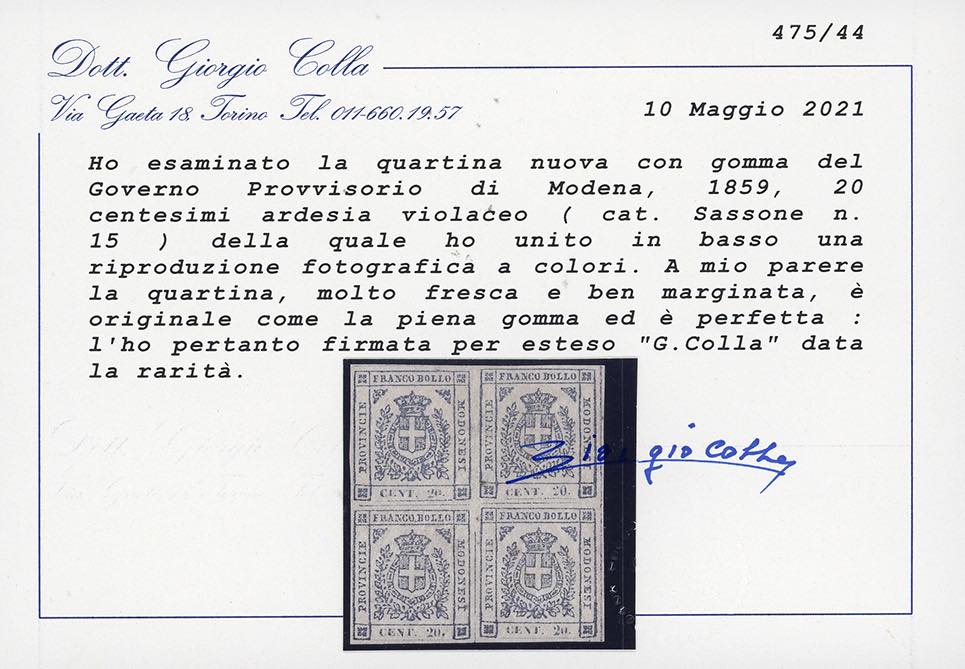 475/44
Dott. Giorgio Colla
Via Gaeta 18 Torino Tel. 011-660.19.57
10 Maggio 2021
Ho esaminato la quartina nuova con gomma del
Governo Provvisorio di Modena, 1859, 20
centesimi ardesia violaceo ( cat. Sassone n.
15 ) della quale ho unito in basso una
riproduzione fotografica a colori. A mio parere
la quartina, molto fresca e ben marginata, è
originale come la piena gomma ed è perfetta :
l'ho pertanto firmata per esteso "G.Colla" data
la rarità.
FRANCO BOLLO
PROVINCIE
MODONESI
CENT. 20.
FRANCO BOLLO
PROVINCIE
MODONESI
CENT. 20.
Giorgio Colla
FRANCO BOLLO
PROVINCIE
MODONESI
CENT. 20.
FRANCO BOLLO
PROVINCIE
MODONESI
CENT. 20.